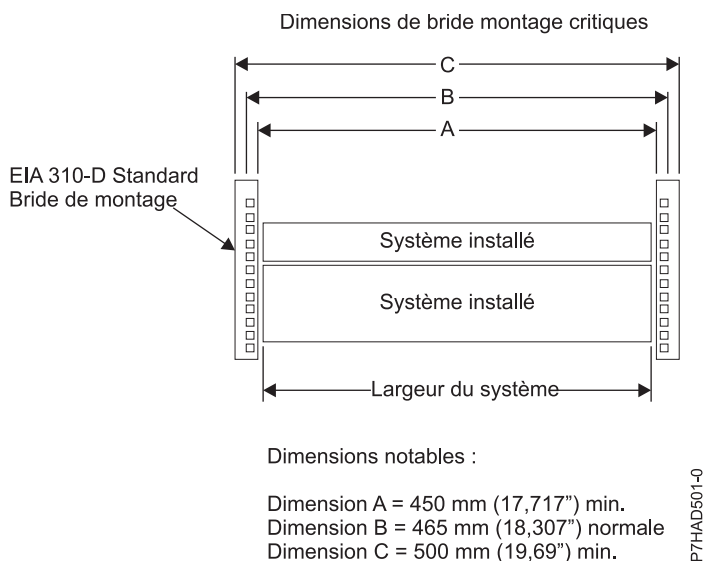 Dimensions de bride montage critiques
C
B
A
EIA 310-D Standard
Bride de montage
Système installé
Système installé
Largeur du système
Dimensions notables :
Dimension A = 450 mm (17,717”) min.
Dimension B = 465 mm (18,307”) normale
Dimension C = 500 mm (19,69”) min.
P7HAD501-0